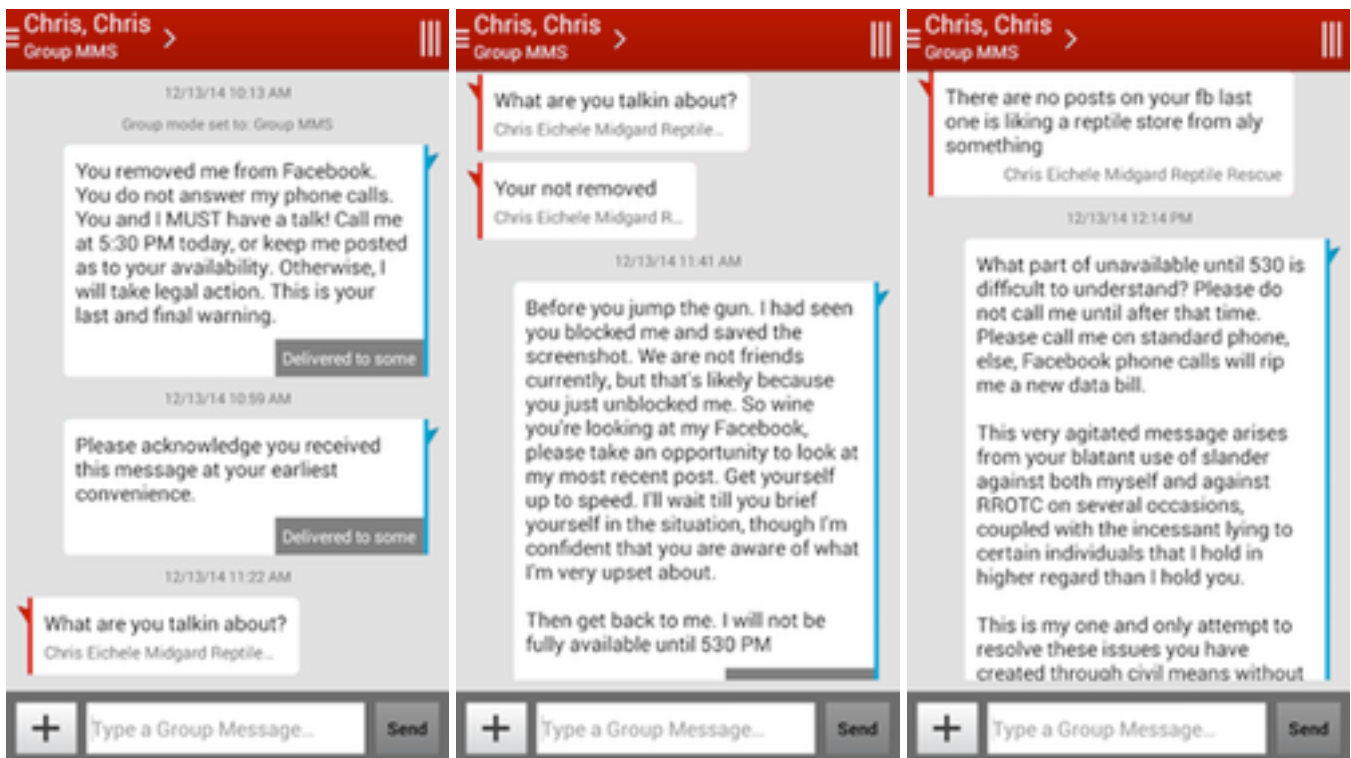 Chris, Chris
Group MMS
12/13/14 10:13 AM
Group mode set to: Group MMS
You removed me from Facebook.
You do not answer my phone calls.
You and I MUST have a talk! Call me
at 5:30 PM today, or keep me posted
as to your availability. Otherwise, I
will take legal action. This is your
last and final warning.
Delivered to some
12/13/14 10:59 AM
Please acknowledge you received
this message at your earliest
convenience.
Delivered to some
12/13/14 11:22 AM
What are you talkin about?
Chris Eichele Midgard Reptile...
Type a Group Message...
Send
Chris, Chris
Group MMS
What are you talkin about?
Chris Eichele Midgard Reptile...
Your not removed
Chris Eichele Midgard R...
12/13/14 11:41 AM
Before you jump the gun. I had seen
you blocked me and saved the
screenshot. We are not friends
currently, but that's likely because
you just unblocked me. So wine
you're looking at my Facebook,
please take an opportunity to look at
my most recent post. Get yourself
up to speed. I'll wait till you brief
yourself in the situation, though I'm
confident that you are aware of what
I'm very upset about.
Then get back to me. I will not be
fully available until 530 PM
Type a Group Message...
Send
Chris, Chris
Group MMS
There are no posts on your fb last
one is liking a reptile store from aly
something
Chris Eichele Midgard Reptile Rescue
12/13/14 12:14 PM
What part of unavailable until 530 is
difficult to understand? Please do
not call me until after that time.
Please call me on standard phone,
else, Facebook phone calls will rip
me a new data bill.
This very agitated message arises
from your blatant use of slander
against both myself and against
RROTC on several occasions,
coupled with the incessant lying to
certain individuals that I hold in
higher regard than I hold you.
This is my one and only attempt to
resolve these issues you have
created through civil means without
Type a Group Message...
Send